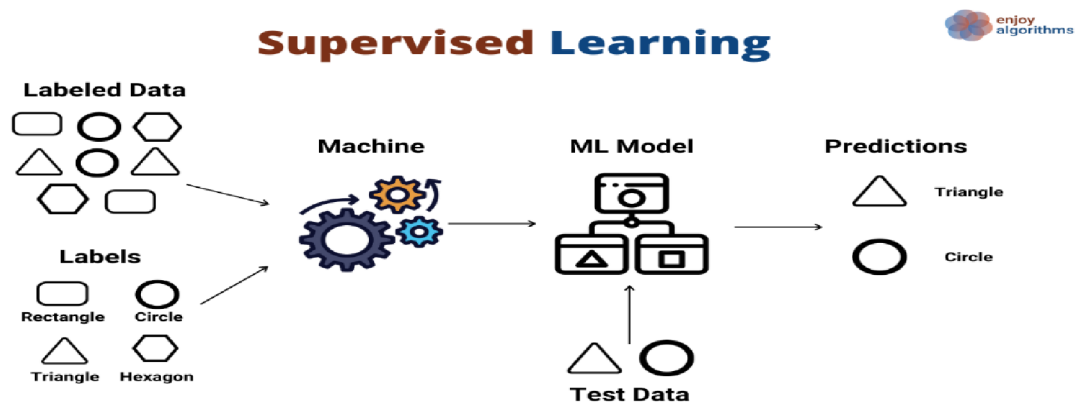 Supervised Learning
enjoy
algorithms
Labeled Data
Machine
ML Model
Predictions
Triangle
Circle
Labels
Rectangle Circle
Triangle Hexagon
Test Data